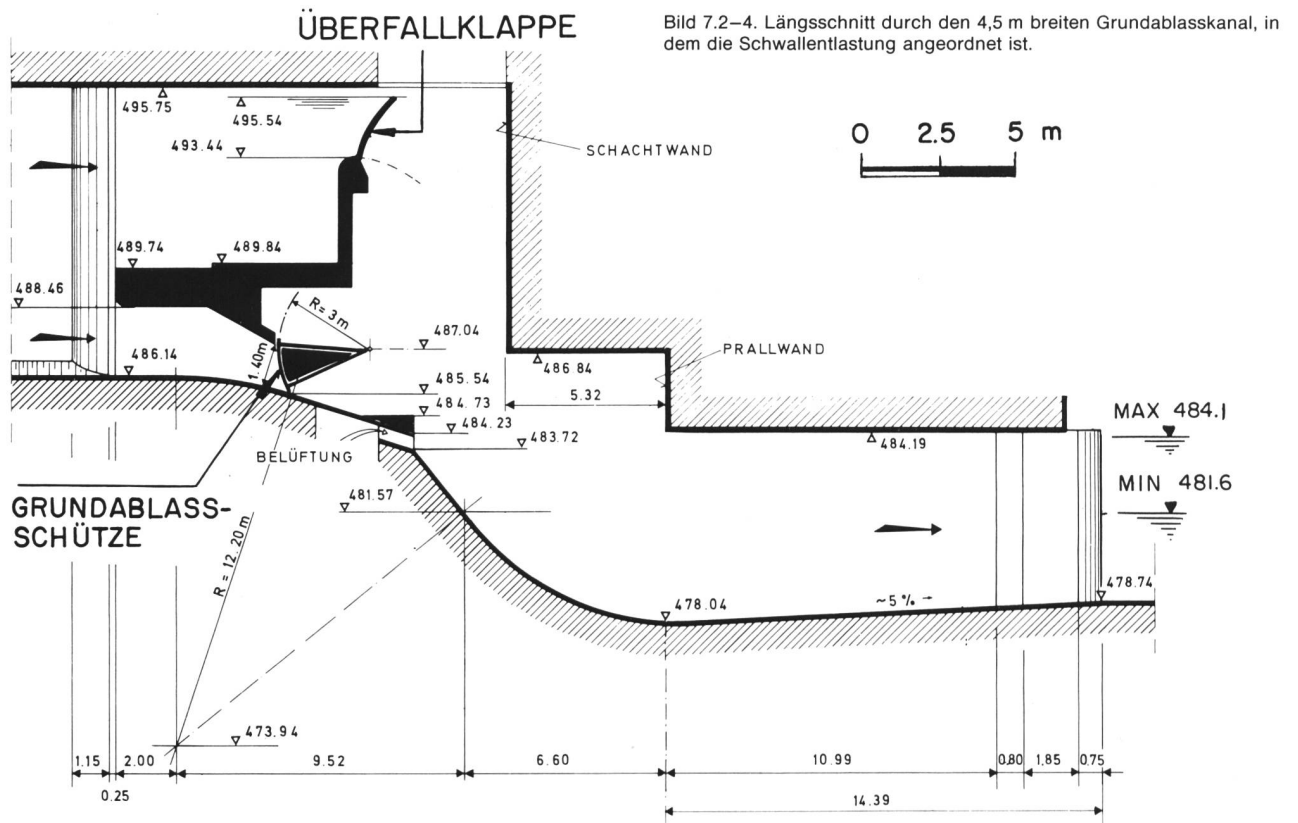 ÜBERFALLKLAPPE
Bild 7.2–4. Längsschnitt durch den 4,5 m breiten Grundablasskanal, in
dem die Schwallentlastung angeordnet ist.
495.75
495.54
493.44
SCHACHTWAND
0 2.5 5 m
489.74
489.84
488.46
R= 3m
487.04
486.14
1.40m
485.54
484.73
484.23
483.72
486.84
5.32
PRALLWAND
MAX 484.1
484.19
BELÜFTUNG
MIN 481.6
481.57
GRUNDABLASS-
SCHÜTZE
R = 12.20m
478.04
~5% →
478.74
473.94
1.15 2.00 9.52 6.60 10.99 0,80 1,85 0,75
0.25
14.39